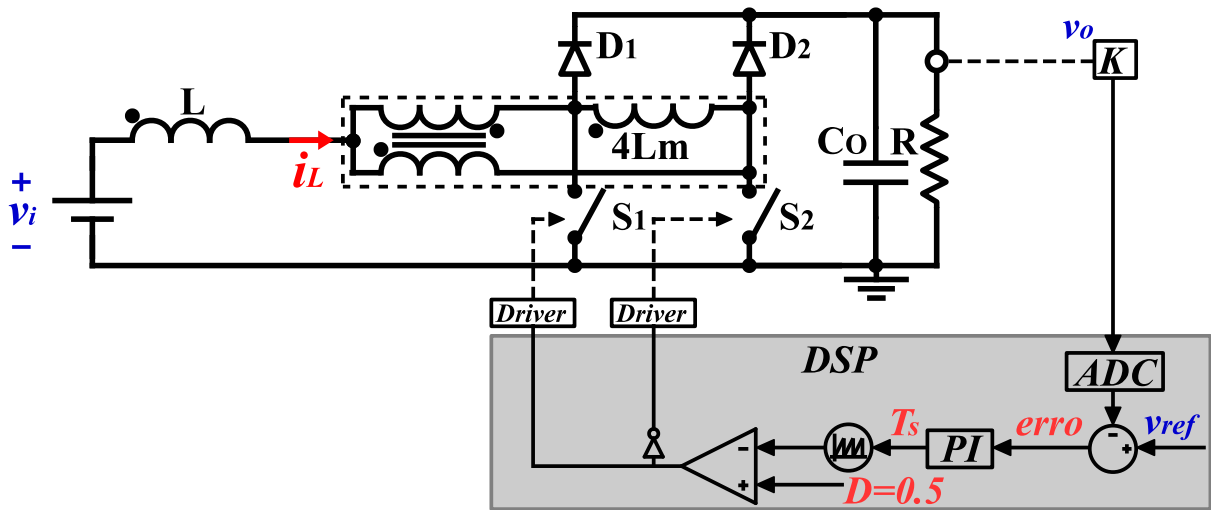 D1
D2
vo
K
L
iL
4Lm
Co
R
+
vi
−
S1
S2
Driver
Driver
DSP
ADC
Ts
erro
vref
PI
-
+
-
+
D=0.5